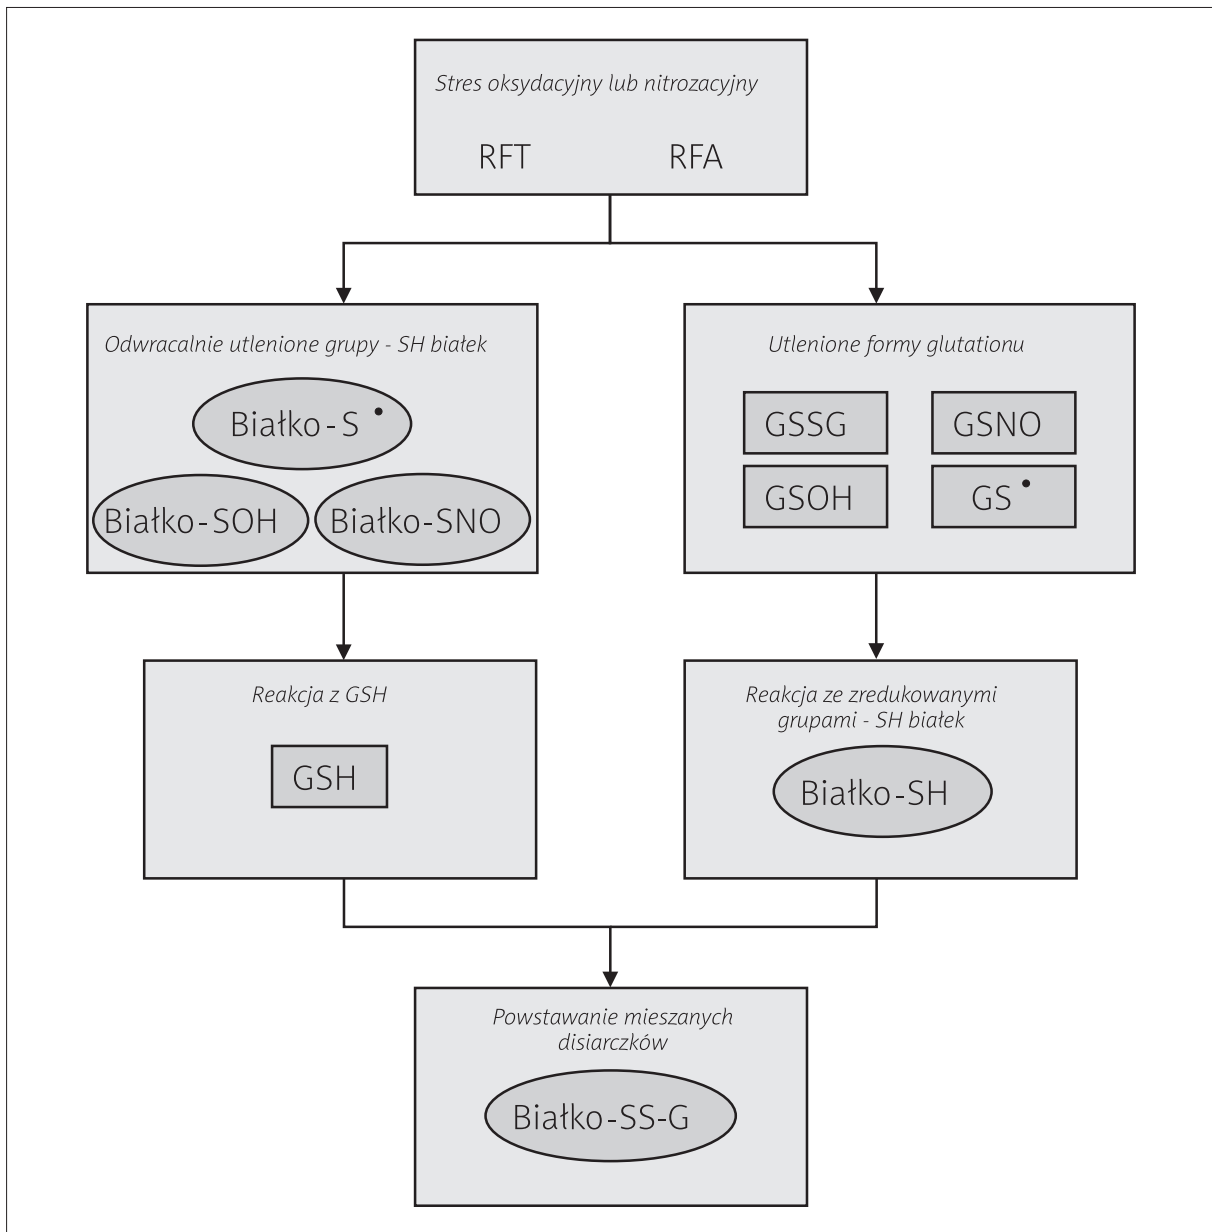 Stres oksydacyjny lub nitrozacyjny
RFT RFA
Odwracalnie utlenione grupy - SH białek
Białko - S •
Białko-SOH Białko-SNO
Utlenione formy glutationu
GSSG GSNO
GSOH GS •
Reakcja z GSH
GSH
Reakcja ze zredukowanymi
grupami - SH białek
Białko-SH
Powstawanie mieszanych
disiarczków
Białko-SS-G